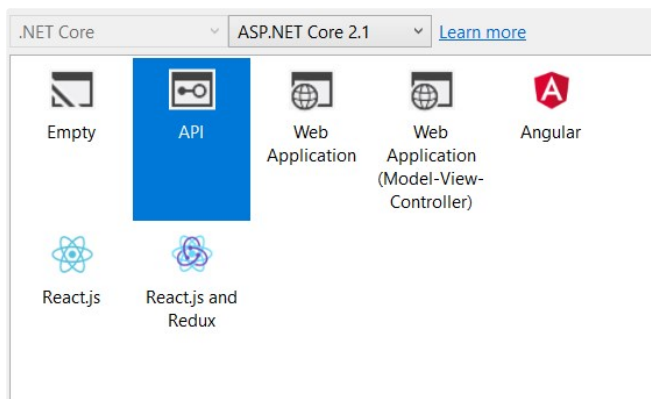 .NET Core
ASP.NET Core 2.1
Learn more
Empty
API
Web
Application
Web
Application
(Model-View-
Controller)
Angular
React.js
React.js and
Redux